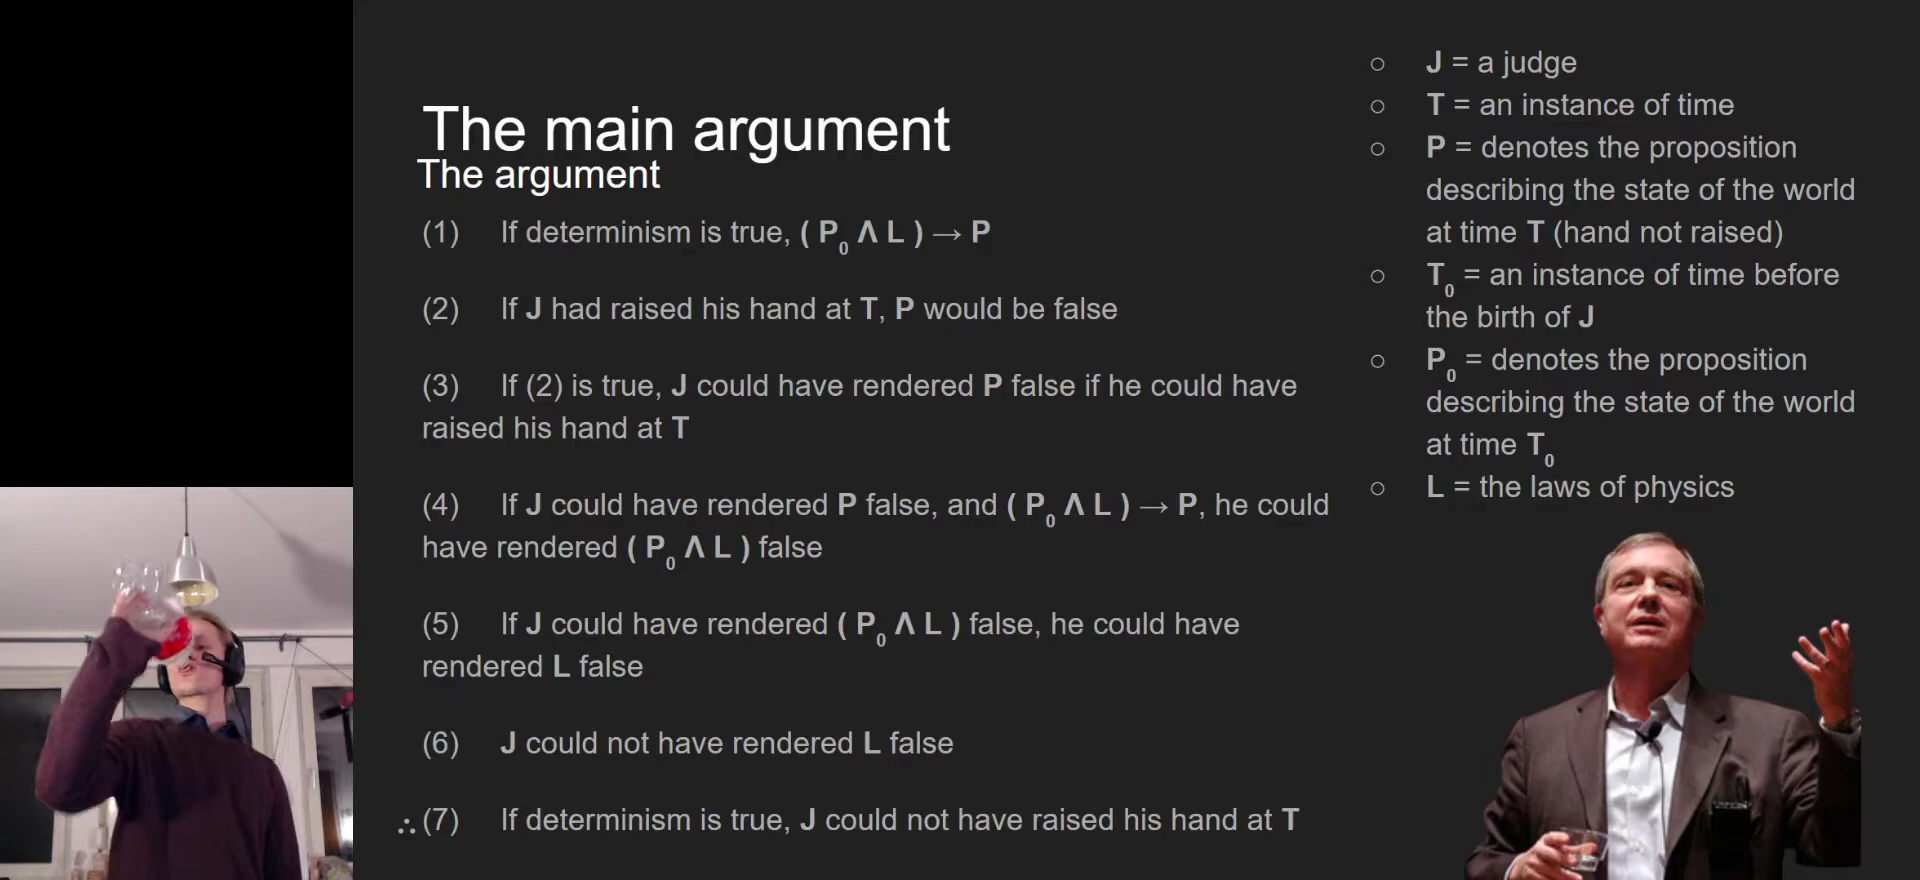 The main argument
The argument
(1) If determinism is true, ( P₀ Λ L ) → P
(2) If J had raised his hand at T, P would be false
(3) If (2) is true, J could have rendered P false if he could have
raised his hand at T
(4) If J could have rendered P false, and ( P₀ Λ L ) → P, he could
have rendered ( P₀ Λ L ) false
(5) If J could have rendered ( P₀ Λ L ) false, he could have
rendered L false
(6) J could not have rendered L false
∴ (7) If determinism is true, J could not have raised his hand at T
○ J = a judge
○ T = an instance of time
○ P = denotes the proposition
describing the state of the world
at time T (hand not raised)
○ T₀ = an instance of time before
the birth of J
○ P₀ = denotes the proposition
describing the state of the world
at time T₀
○ L = the laws of physics